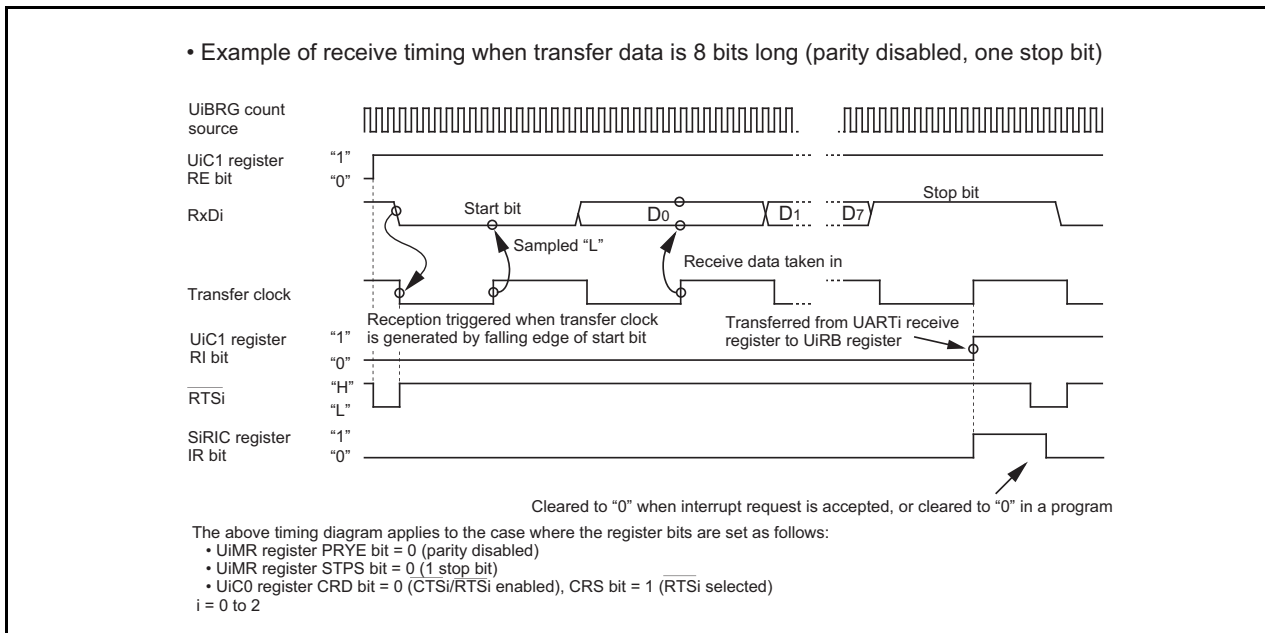 • Example of receive timing when transfer data is 8 bits long (parity disabled, one stop bit)
UiBRG count
source
UiC1 register
RE bit
“1”
“0”
RxDi
Start bit
D0
D1
D7
Stop bit
Sampled “L”
Receive data taken in
Transfer clock
Reception triggered when transfer clock
is generated by falling edge of start bit
Transferred from UARTi receive
register to UiRB register
UiC1 register
RI bit
“1”
“0”
RTSi
“H”
“L”
SiRIC register
IR bit
“1”
“0”
Cleared to “0” when interrupt request is accepted, or cleared to “0” in a program
The above timing diagram applies to the case where the register bits are set as follows:
• UiMR register PRYE bit = 0 (parity disabled)
• UiMR register STPS bit = 0 (1 stop bit)
• UiC0 register CRD bit = 0 (CTSi/RTSi enabled), CRS bit = 1 (RTSi selected)
i = 0 to 2